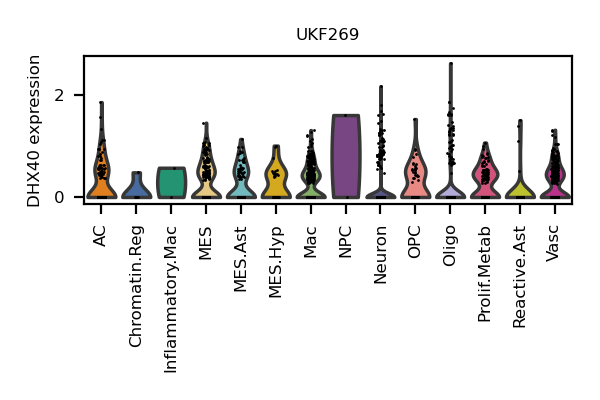 UKF269
DHX40 expression
2
0
AC
Chromatin.Reg
Inflammatory.Mac
MES
MES.Ast
MES.Hyp
Mac
NPC
Neuron
OPC
Oligo
Prolif.Metab
Reactive.Ast
Vasc